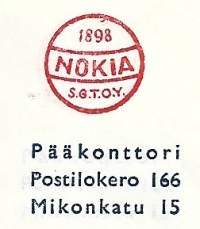 1898
NOKIA
S.G.T.O.Y.
Pääkonttori
Postilokero 166
Mikonkatu 15